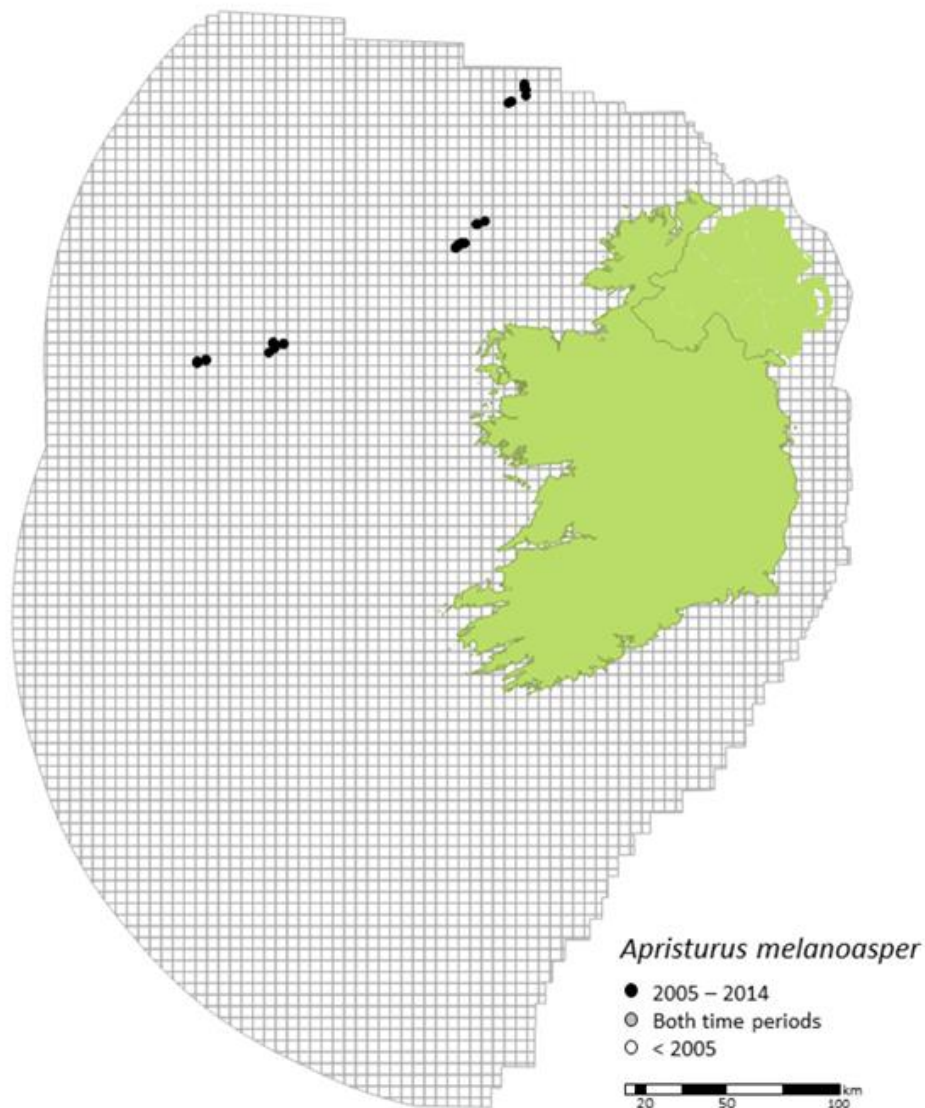 Apristurus melanoasper
2005 – 2014
Both time periods
< 2005
km
20 50 100